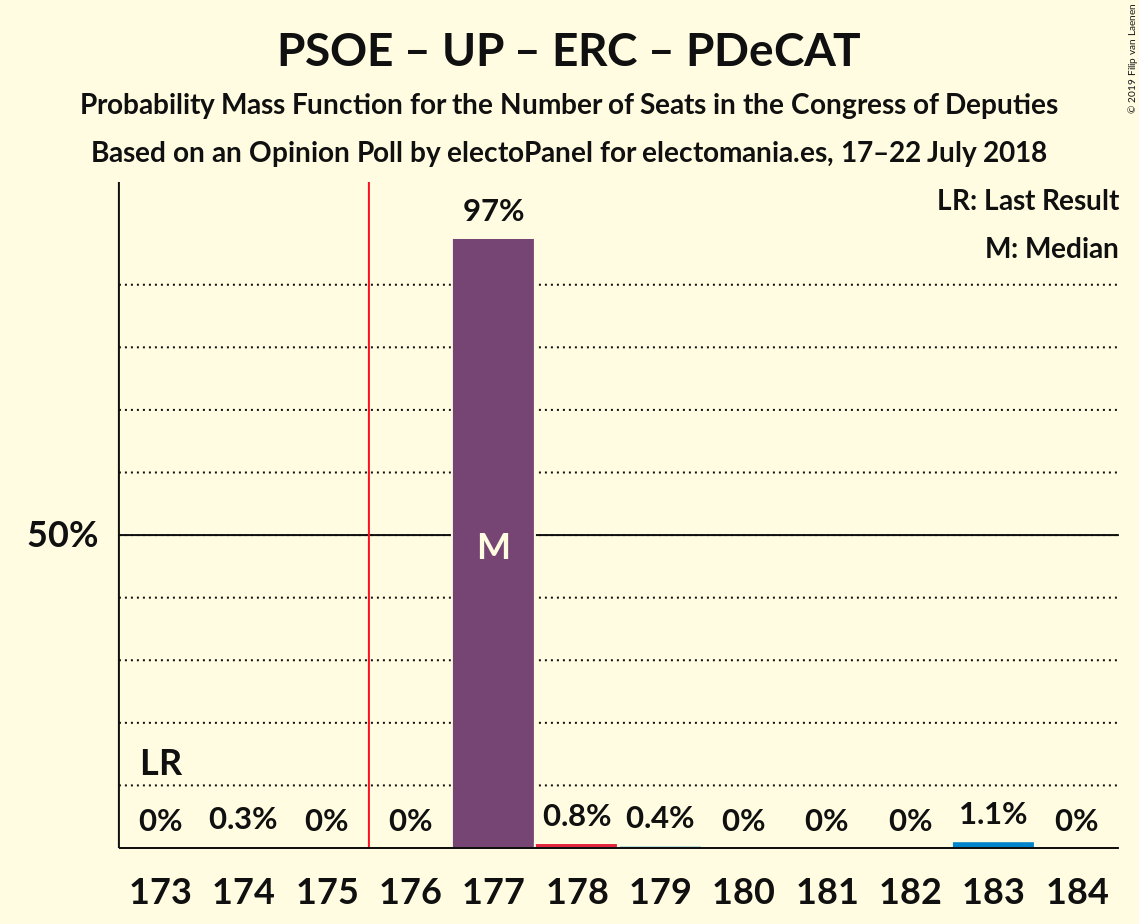 PSOE – UP – ERC – PDeCAT
Probability Mass Function for the Number of Seats in the Congress of Deputies
Based on an Opinion Poll by electoPanel for electomania.es, 17–22 July 2018
© 2019 Filip van Laenen
LR: Last Result
M: Median
97%
50%
M
LR
0% 0.3% 0% 0% 0.8% 0.4% 0% 0% 0% 1.1% 0%
173 174 175 176 177 178 179 180 181 182 183 184